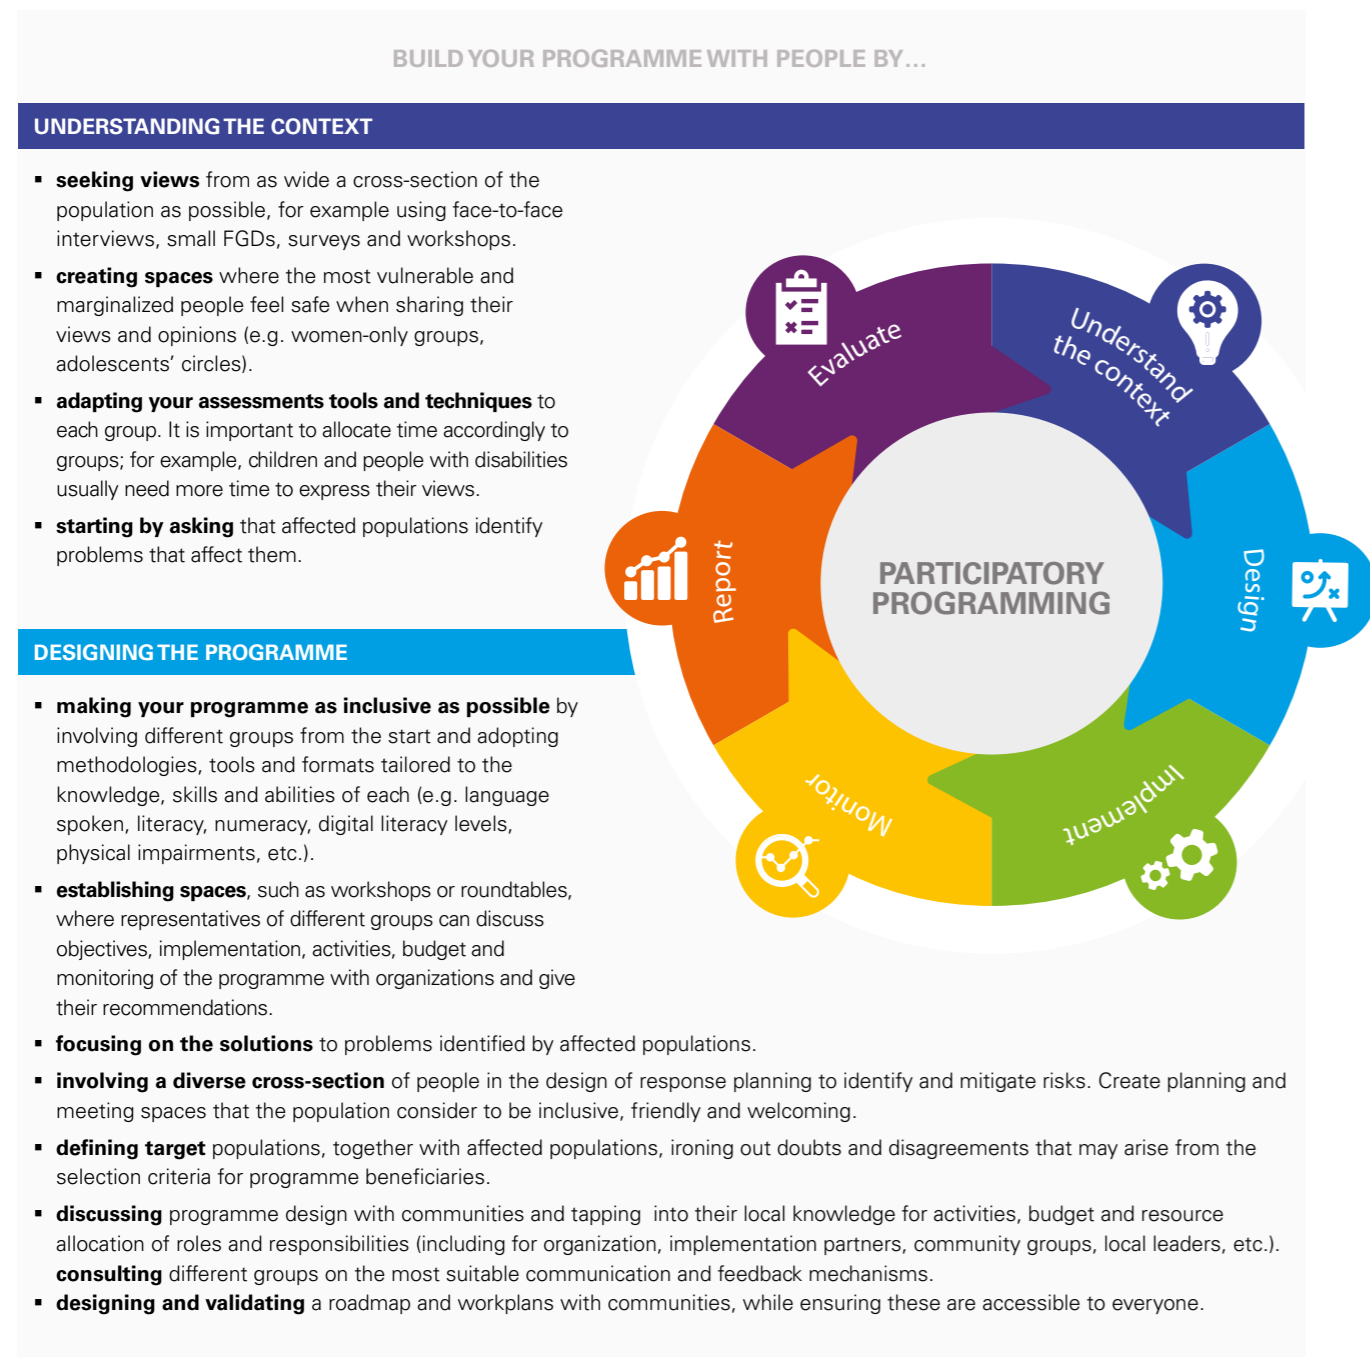 BUILD YOUR PROGRAMME WITH PEOPLE BY…
UNDERSTANDING THE CONTEXT
▪ seeking views from as wide a cross-section of the
population as possible, for example using face-to-face
interviews, small FGDs, surveys and workshops.
▪ creating spaces where the most vulnerable and
marginalized people feel safe when sharing their
views and opinions (e.g. women-only groups,
adolescents’ circles).
▪ adapting your assessments tools and techniques to
each group. It is important to allocate time accordingly to
groups; for example, children and people with disabilities
usually need more time to express their views.
▪ starting by asking that affected populations identify
problems that affect them.
Understand
the context
Design
Implement
Monitor
Report
Evaluate
PARTICIPATORY
PROGRAMMING
DESIGNING THE PROGRAMME
▪ making your programme as inclusive as possible by
involving different groups from the start and adopting
methodologies, tools and formats tailored to the
knowledge, skills and abilities of each (e.g. language
spoken, literacy, numeracy, digital literacy levels,
physical impairments, etc.).
▪ establishing spaces, such as workshops or roundtables,
where representatives of different groups can discuss
objectives, implementation, activities, budget and
monitoring of the programme with organizations and give
their recommendations.
▪ focusing on the solutions to problems identified by affected populations.
▪ involving a diverse cross-section of people in the design of response planning to identify and mitigate risks. Create planning and
meeting spaces that the population consider to be inclusive, friendly and welcoming.
▪ defining target populations, together with affected populations, ironing out doubts and disagreements that may arise from the
selection criteria for programme beneficiaries.
▪ discussing programme design with communities and tapping into their local knowledge for activities, budget and resource
allocation of roles and responsibilities (including for organization, implementation partners, community groups, local leaders, etc.).
consulting different groups on the most suitable communication and feedback mechanisms.
▪ designing and validating a roadmap and workplans with communities, while ensuring these are accessible to everyone.